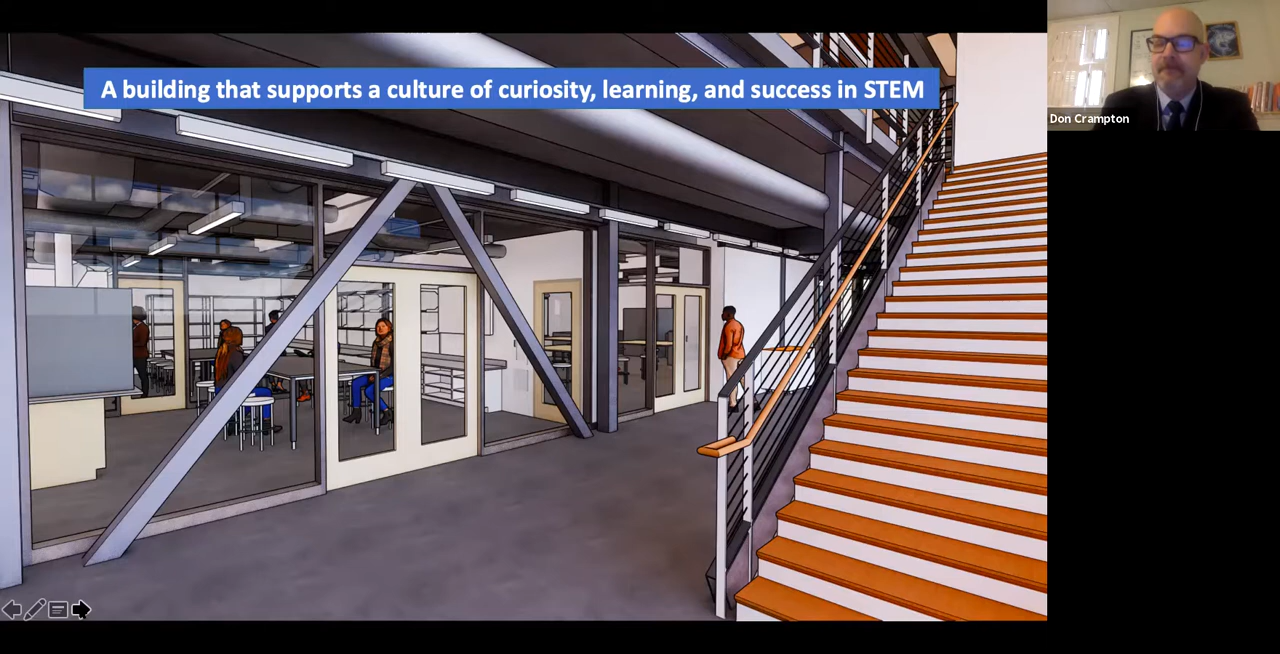 A building that supports a culture of curiosity, learning, and success in STEM
Don Crampton